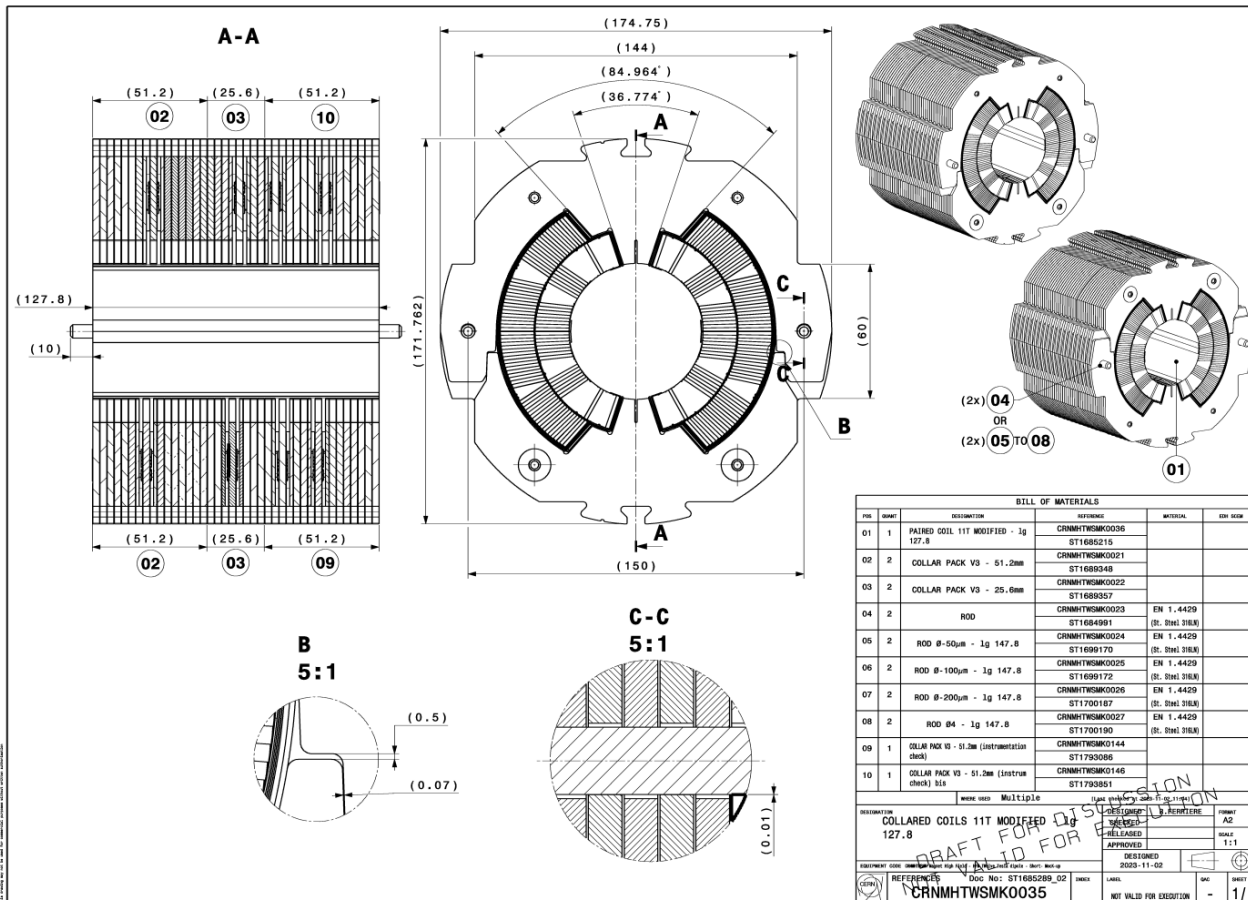 A-A
(51.2)
(25.6)
(51.2)
02
03
10
(127.8)
(10)
(51.2)
(25.6)
(51.2)
02
03
09
(174.75)
(144)
(84.964°)
(36.774°)
A
(171.762)
C
(60)
C
B
A
(150)
(2x) 04
OR
(2x) 05 TO 08
01
B
5:1
(0.5)
(0.07)
C-C
5:1
(0.01)
BILL OF MATERIALS
POS QUANT DESIGNATION REFERENCE MATERIAL
01 1 PAIRED COIL 11T MODIFIED - lg 127.8 CRNMHTWSMK0036
ST1685215
02 2 COLLAR PACK V3 - 51.2mm CRNMHTWSMK0021
ST1689348
03 2 COLLAR PACK V3 - 25.6mm CRNMHTWSMK0022
ST1689357
04 2 ROD CRNMHTWSMK0023 EN 1.4429
ST1684991 (St. Steel 316LN)
05 2 ROD Ø-50µm - lg 147.8 CRNMHTWSMK0024 EN 1.4429
ST1699170 (St. Steel 316LN)
06 2 ROD Ø-100µm - lg 147.8 CRNMHTWSMK0025 EN 1.4429
ST1699172 (St. Steel 316LN)
07 2 ROD Ø-200µm - lg 147.8 CRNMHTWSMK0026 EN 1.4429
ST1700187 (St. Steel 316LN)
08 2 ROD Ø4 - lg 147.8 CRNMHTWSMK0027 EN 1.4429
ST1700190 (St. Steel 316LN)
09 1 COLLAR PACK V3 - 51.2mm (instrumentation check) CRNMHTWSMK0144
ST1793086
10 1 COLLAR PACK V3 - 51.2mm (instrum check) bis CRNMHTWSMK0146
ST1793851
WHERE USED Multiple
DESIGNATION
COLLARED COILS 11T MODIFIED - lg
127.8
DESIGNED
FORMAT
A2
RELEASED
SCALE
APPROVED
1:1
DESIGNED
2023-11-02
DRAFT FOR DISCUSSION
NOT VALID FOR EXECUTION
EQUIPMENT CODE
CERN
REFERENCES Doc No: ST1685289_02 INDEX LABEL QAC SHEET
CRNMHTWSMK0035 NOT VALID FOR EXECUTION - 1/